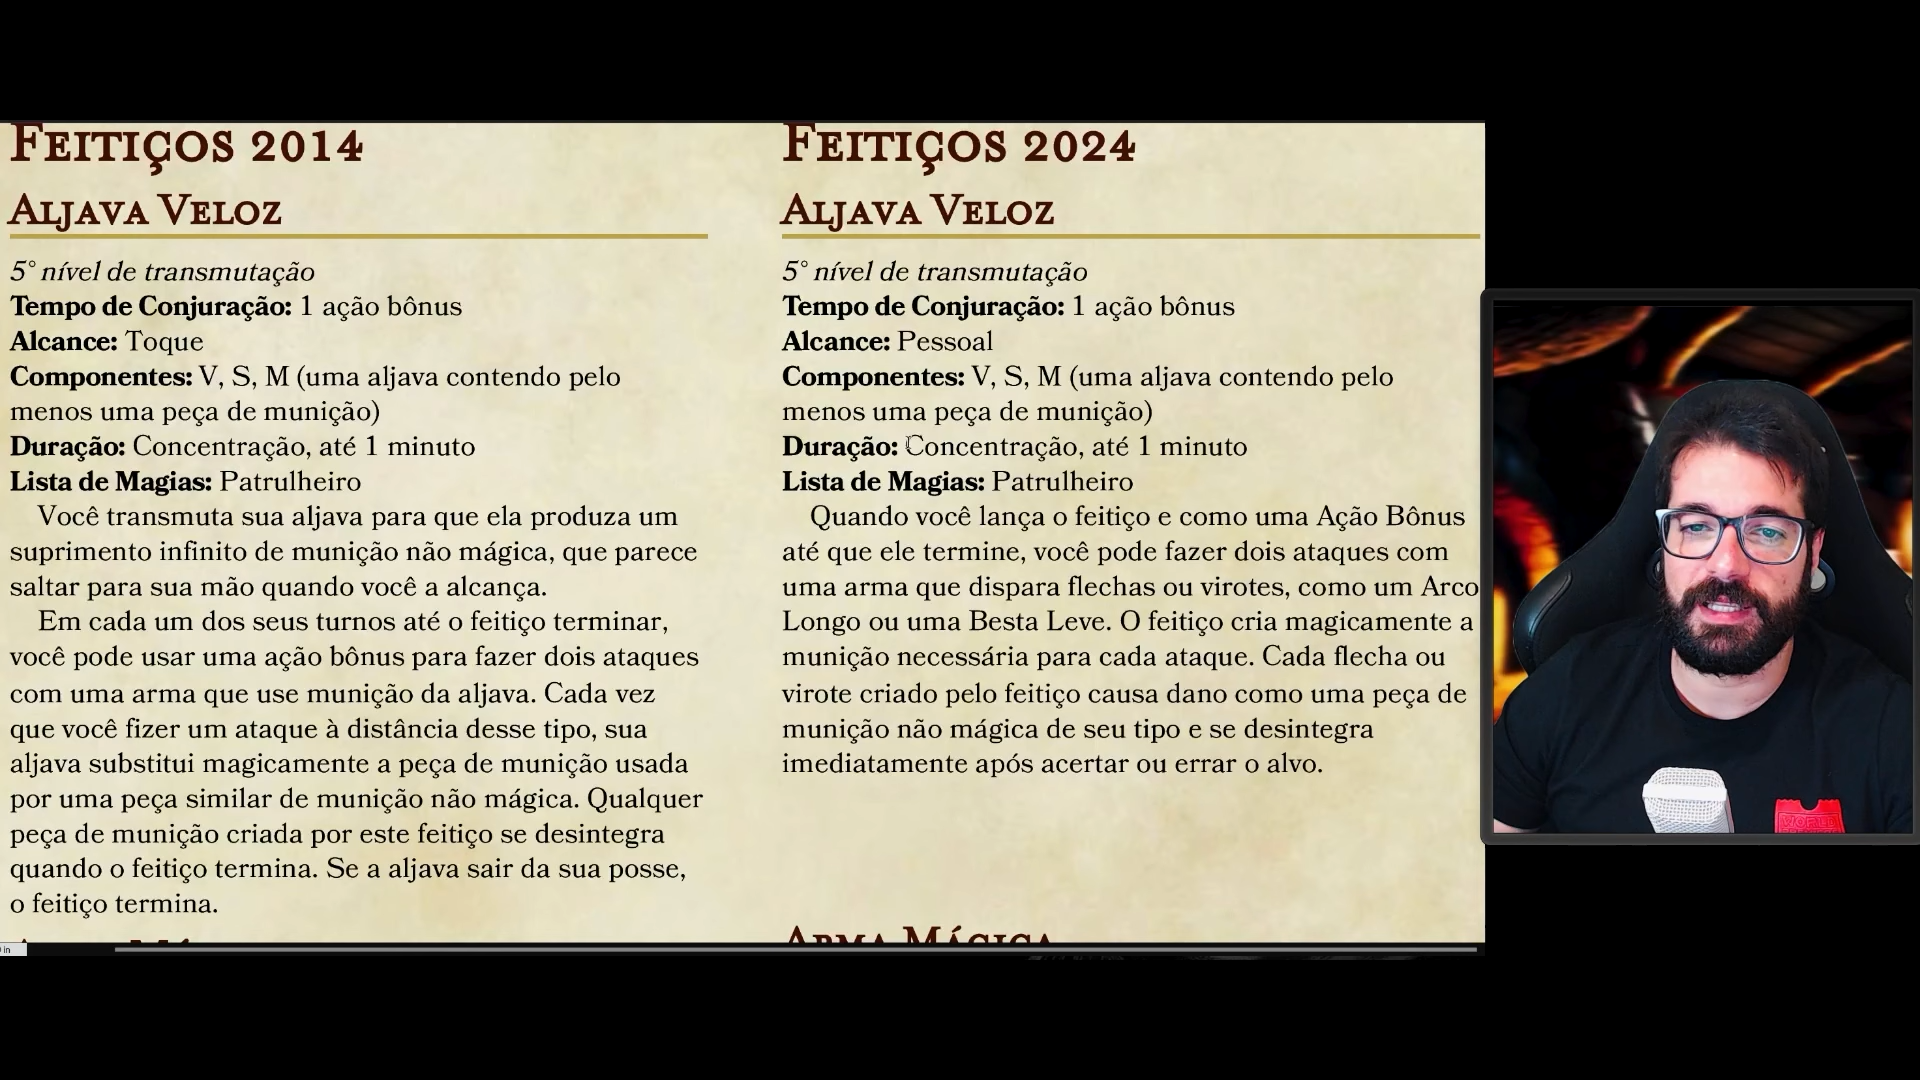 Feitiços 2014
Aljava Veloz
5° nível de transmutação
Tempo de Conjuração: 1 ação bônus
Alcance: Toque
Componentes: V, S, M (uma aljava contendo pelo
menos uma peça de munição)
Duração: Concentração, até 1 minuto
Lista de Magias: Patrulheiro
Você transmuta sua aljava para que ela produza um
suprimento infinito de munição não mágica, que parece
saltar para sua mão quando você a alcança.
Em cada um dos seus turnos até o feitiço terminar,
você pode usar uma ação bônus para fazer dois ataques
com uma arma que use munição da aljava. Cada vez
que você fizer um ataque à distância desse tipo, sua
aljava substitui magicamente a peça de munição usada
por uma peça similar de munição não mágica. Qualquer
peça de munição criada por este feitiço se desintegra
quando o feitiço termina. Se a aljava sair da sua posse,
o feitiço termina.
Feitiços 2024
Aljava Veloz
5° nível de transmutação
Tempo de Conjuração: 1 ação bônus
Alcance: Pessoal
Componentes: V, S, M (uma aljava contendo pelo
menos uma peça de munição)
Duração: Concentração, até 1 minuto
Lista de Magias: Patrulheiro
Quando você lança o feitiço e como uma Ação Bônus
até que ele termine, você pode fazer dois ataques com
uma arma que dispara flechas ou virotes, como um Arco
Longo ou uma Besta Leve. O feitiço cria magicamente a
munição necessária para cada ataque. Cada flecha ou
virote criado pelo feitiço causa dano como uma peça de
munição não mágica de seu tipo e se desintegra
imediatamente após acertar ou errar o alvo.
Arma Mágica
in
WORLD